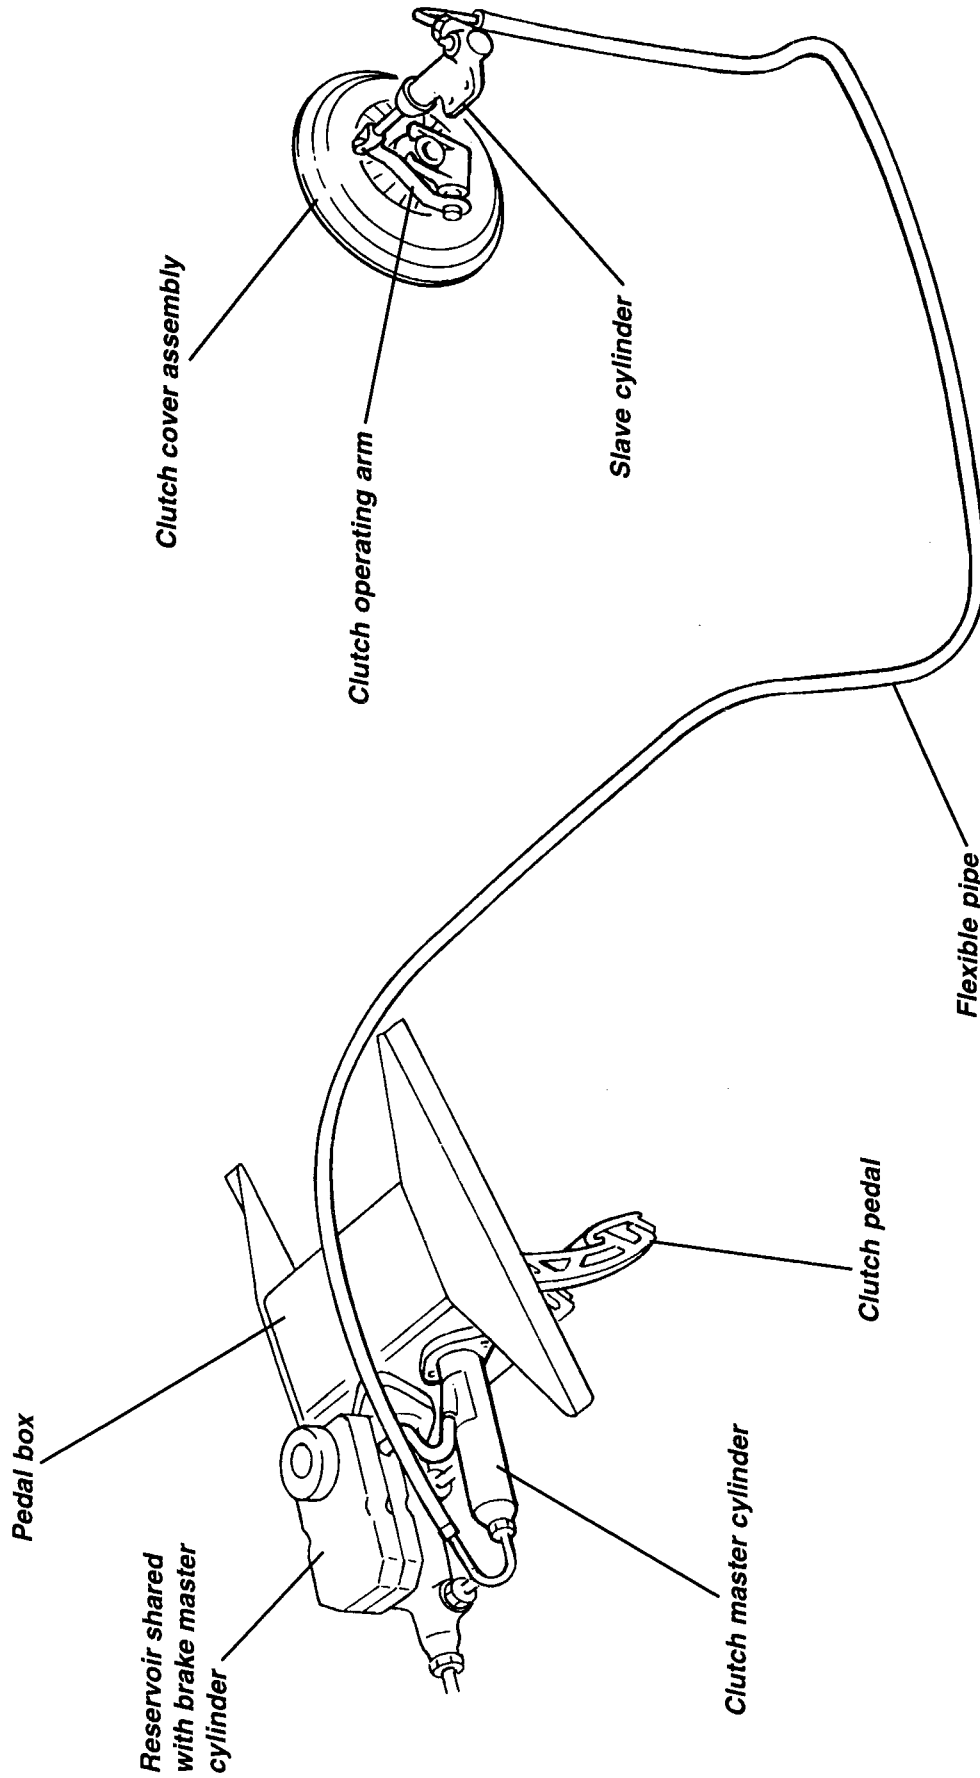 Reservoir shared
with brake master
cylinder
Pedal box
Clutch cover assembly
Clutch operating arm
Slave cylinder
Clutch master cylinder
Clutch pedal
Flexible pipe